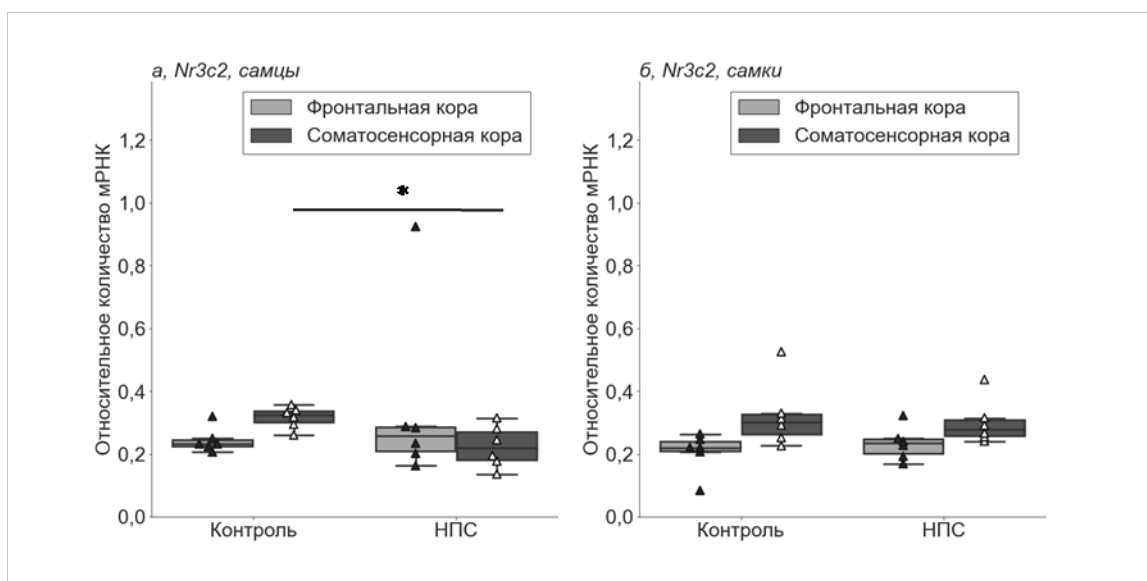 а, Nr3c2, самцы
Фронтальная кора
Соматосенсорная кора
Относительное количество мРНК
1,2
1,0
0,8
0,6
0,4
0,2
0,0
*
Контроль
НПС
б, Nr3c2, самки
Фронтальная кора
Соматосенсорная кора
Относительное количество мРНК
1,2
1,0
0,8
0,6
0,4
0,2
0,0
Контроль
НПС